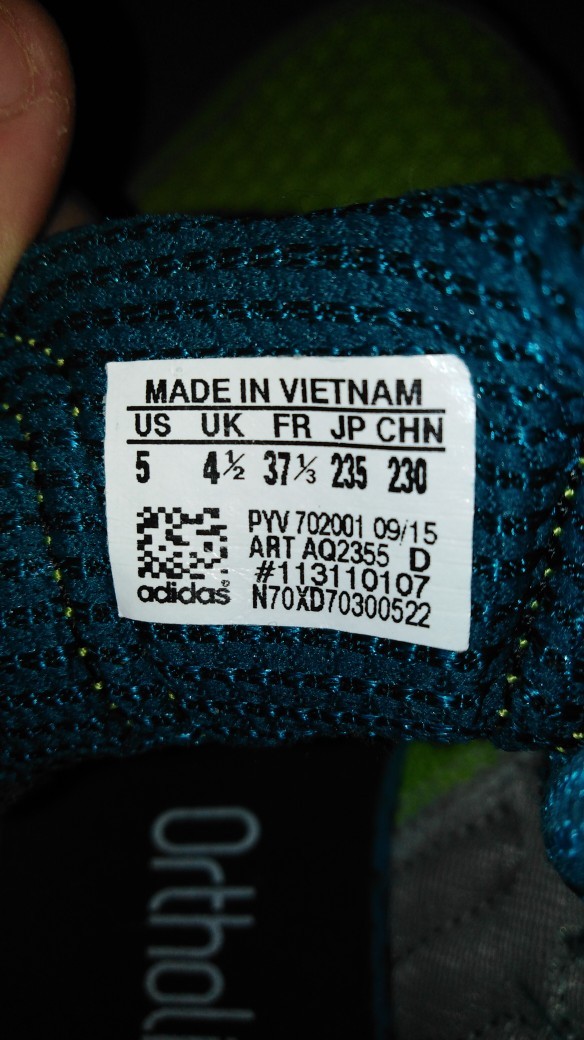 MADE IN VIETNAM
US UK FR JP CHN
5 4½ 37⅓ 235 230
PYV 702001 09/15
ART AQ2355 D
#113110107
adidas® N70XD70300522
Orthol